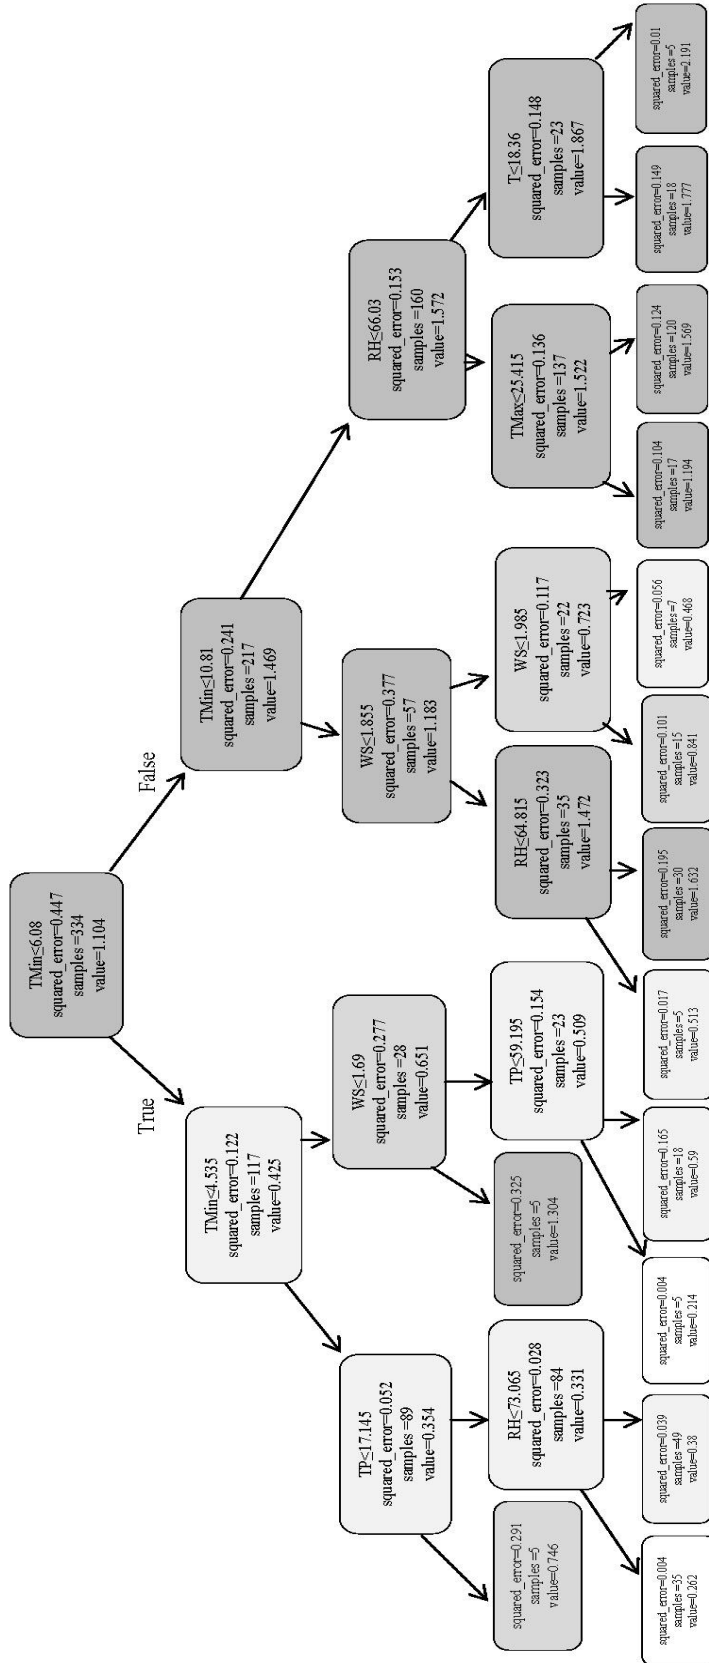 TMin≤6.08
squared_error=0.447
samples =334
value=1.104
True
False
TMin≤4.535
squared_error=0.122
samples =117
value=0.425
TMin≤10.81
squared_error=0.241
samples =217
value=1.469
TP≤17.145
squared_error=0.052
samples =89
value=0.354
WS≤1.69
squared_error=0.277
samples =28
value=0.651
WS≤1.855
squared_error=0.377
samples =57
value=1.183
RH≤66.03
squared_error=0.153
samples =160
value=1.572
squared_error=0.291
samples =5
value=0.746
RH≤73.065
squared_error=0.028
samples =84
value=0.331
squared_error=0.325
samples =5
value=1.304
TP≤59.195
squared_error=0.154
samples =23
value=0.509
RH≤64.815
squared_error=0.323
samples =35
value=1.472
WS≤1.985
squared_error=0.117
samples =22
value=0.723
TMax≤25.415
squared_error=0.136
samples =137
value=1.522
T≤18.36
squared_error=0.148
samples =23
value=1.867
squared_error=0.004
samples =35
value=0.262
squared_error=0.039
samples =49
value=0.38
squared_error=0.004
samples =5
value=0.214
squared_error=0.165
samples =18
value=0.59
squared_error=0.017
samples =5
value=0.513
squared_error=0.195
samples =30
value=1.632
squared_error=0.101
samples =15
value=0.841
squared_error=0.056
samples =7
value=0.468
squared_error=0.104
samples =17
value=1.194
squared_error=0.124
samples =120
value=1.569
squared_error=0.149
samples =18
value=1.777
squared_error=0.01
samples =5
value=2.191